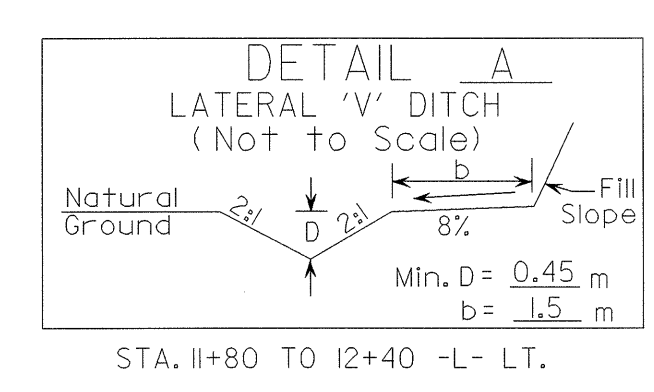 DETAIL A
LATERAL 'V' DITCH
(Not to Scale)
b
Natural
Ground
2:1
D
2:1
8%
Fill
Slope
Min. D = 0.45 m
b = 1.5 m
STA. 11+80 TO 12+40 -L- LT.